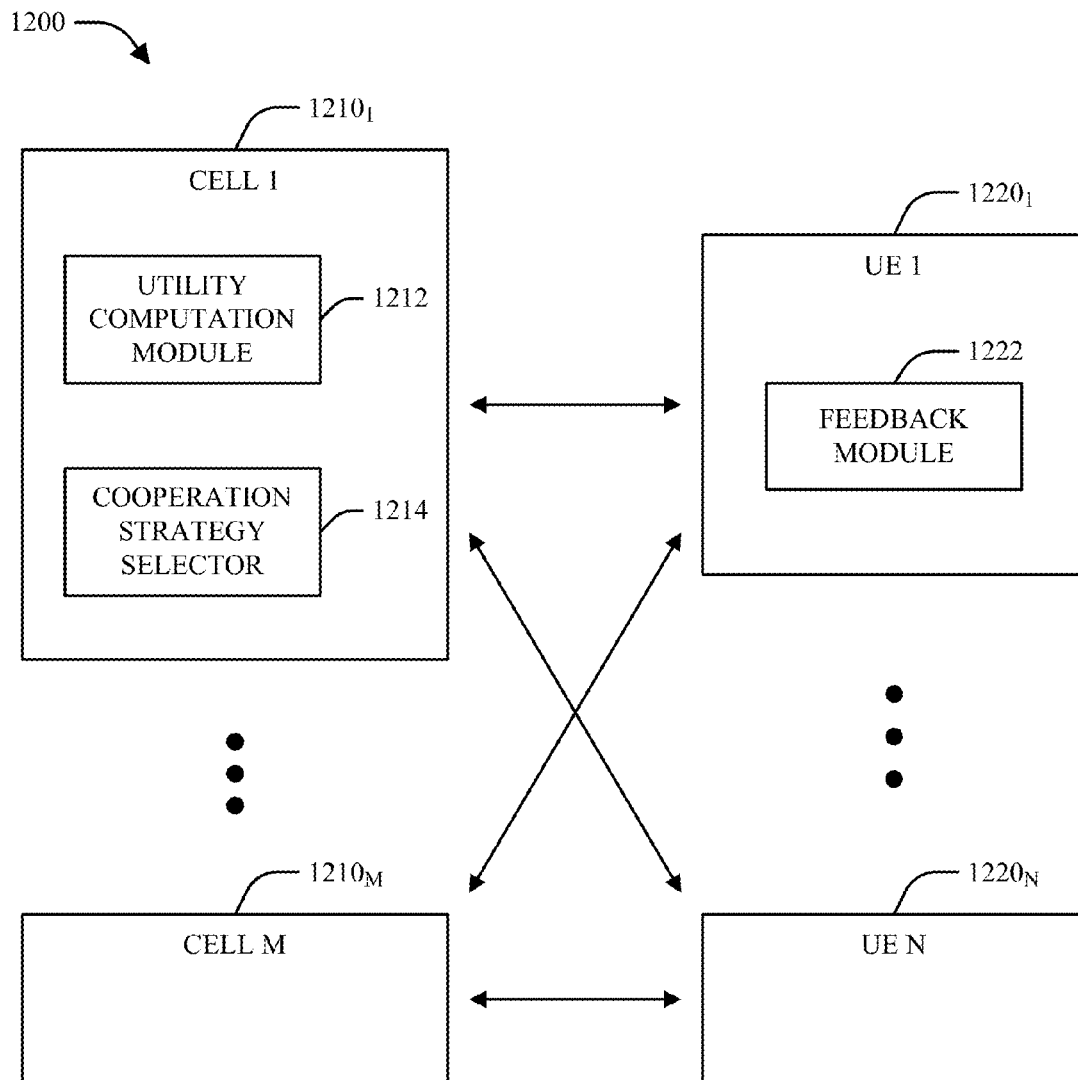 1200
1210₁
CELL 1
UTILITY
COMPUTATION
MODULE
1212
COOPERATION
STRATEGY
SELECTOR
1214
1220₁
UE 1
1222
FEEDBACK
MODULE
1210M
CELL M
1220N
UE N